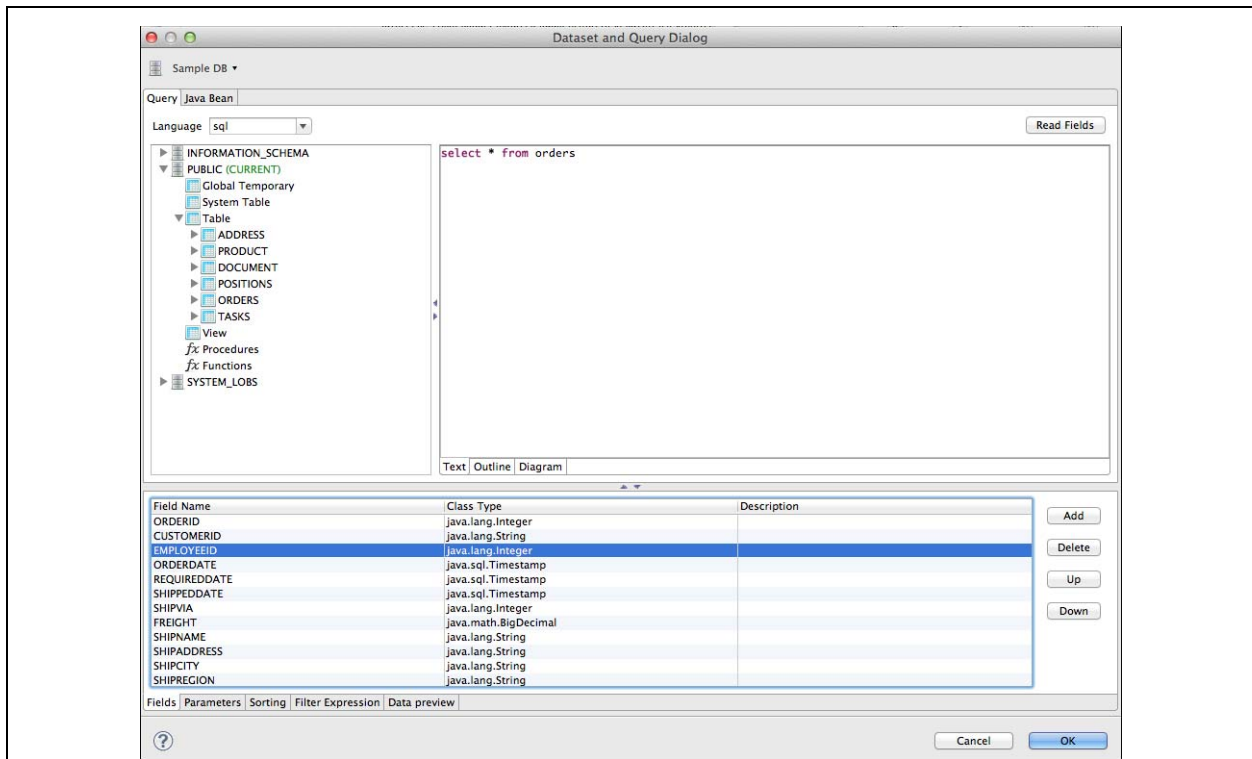 Dataset and Query Dialog
Sample DB
Query Java Bean
Language sql
Read Fields
INFORMATION_SCHEMA
PUBLIC (CURRENT)
Global Temporary
System Table
Table
ADDRESS
PRODUCT
DOCUMENT
POSITIONS
ORDERS
TASKS
View
fx Procedures
fx Functions
SYSTEM_LOBS
select * from orders
Text Outline Diagram
Field Name Class Type Description
ORDERID java.lang.Integer
CUSTOMERID java.lang.String
EMPLOYEEID java.lang.Integer
ORDERDATE java.sql.Timestamp
REQUIREDDATE java.sql.Timestamp
SHIPPEDDATE java.sql.Timestamp
SHIPVIA java.lang.Integer
FREIGHT java.math.BigDecimal
SHIPNAME java.lang.String
SHIPADDRESS java.lang.String
SHIPCITY java.lang.String
SHIPREGION java.lang.String
Add
Delete
Up
Down
Fields Parameters Sorting Filter Expression Data preview
?
Cancel
OK